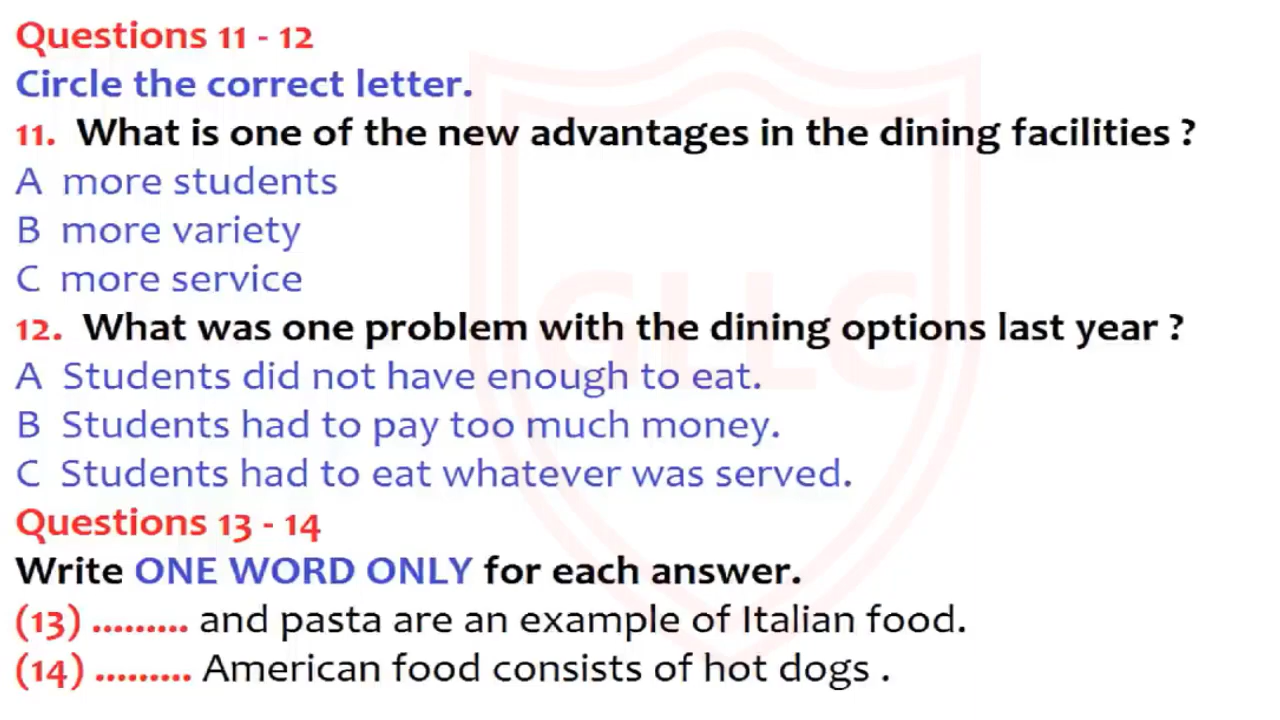 Questions 11 - 12
Circle the correct letter.
11. What is one of the new advantages in the dining facilities ?
A more students
B more variety
C more service
12. What was one problem with the dining options last year ?
A Students did not have enough to eat.
B Students had to pay too much money.
C Students had to eat whatever was served.
Questions 13 - 14
Write ONE WORD ONLY for each answer.
(13) ......... and pasta are an example of Italian food.
(14) ......... American food consists of hot dogs .
GLLC